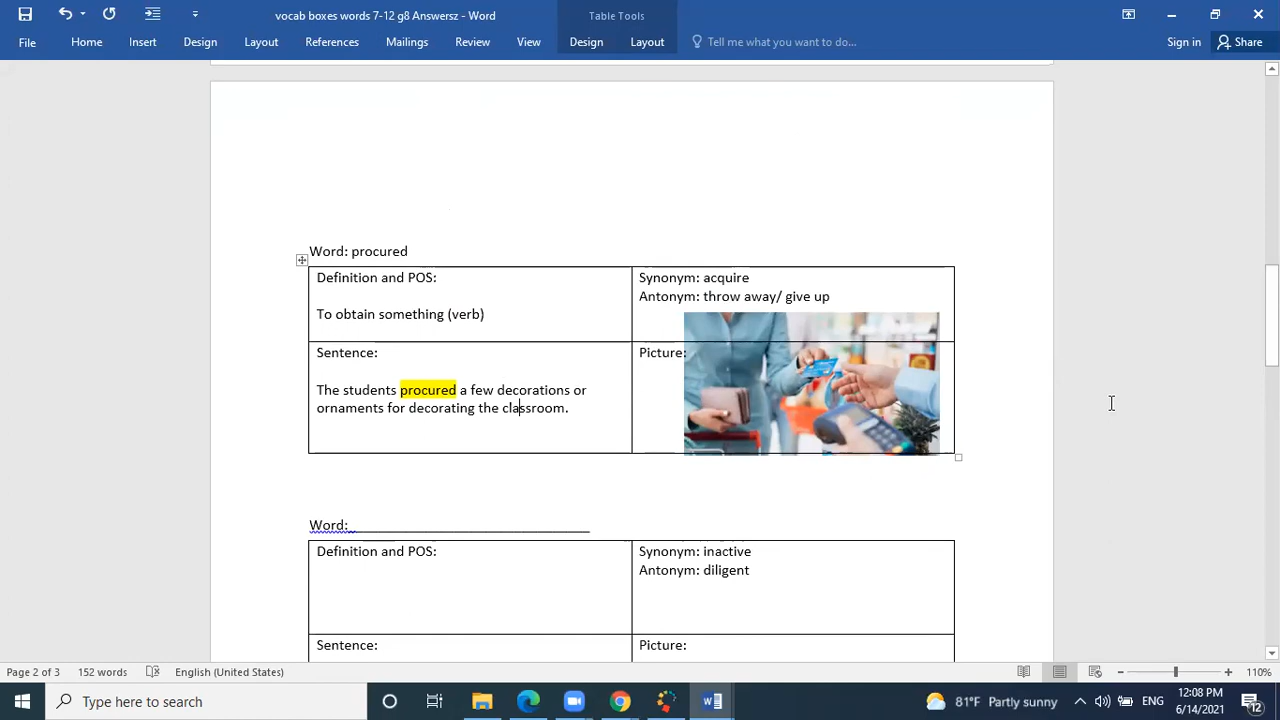 vocab boxes words 7-12 g8 Answersz - Word
Table Tools
File Home Insert Design Layout References Mailings Review View Design Layout Tell me what you want to do... Sign in Share
Word: procured
Definition and POS:
To obtain something (verb)
Synonym: acquire
Antonym: throw away/ give up
Sentence:
The students procured a few decorations or
ornaments for decorating the classroom.
Picture:
Word:
Definition and POS:
Synonym: inactive
Antonym: diligent
Sentence:
Picture:
Page 2 of 3 152 words English (United States) 110%
Type here to search
81°F Partly sunny
ENG
12:08 PM
6/14/2021
12